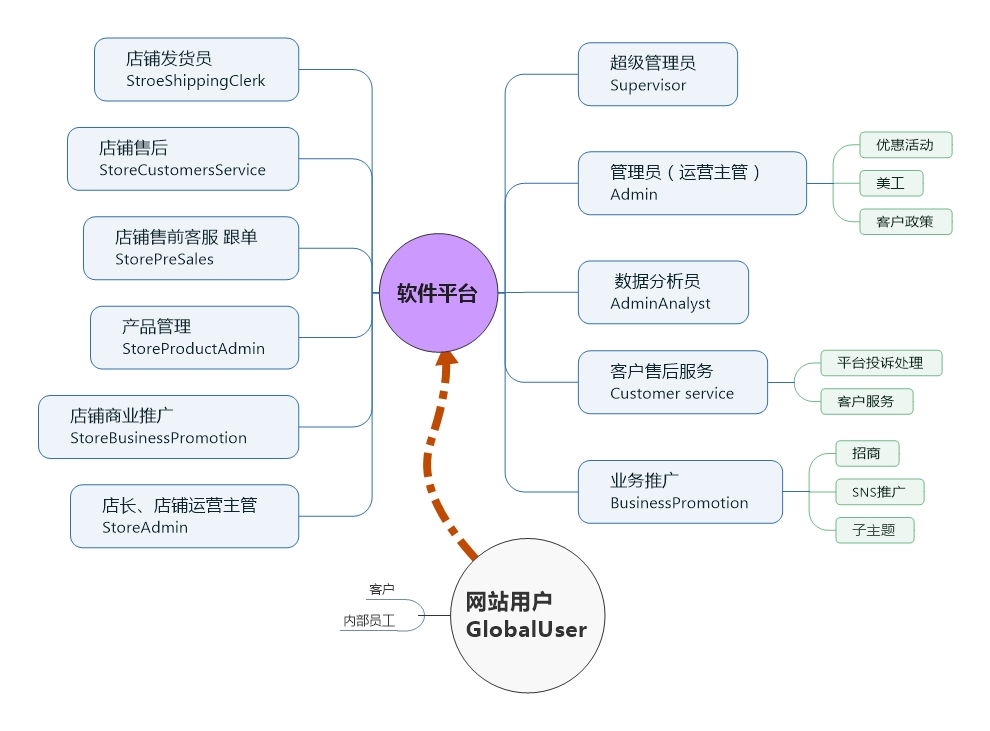 店铺发货员
StroeShippingClerk
店铺售后
StoreCustomersService
店铺售前客服 跟单
StorePreSales
产品管理
StoreProductAdmin
店铺商业推广
StoreBusinessPromotion
店长、店铺运营主管
StoreAdmin
软件平台
超级管理员
Supervisor
管理员（运营主管）
Admin
优惠活动
美工
客户政策
数据分析员
AdminAnalyst
客户售后服务
Customer service
平台投诉处理
客户服务
业务推广
BusinessPromotion
招商
SNS推广
子主题
客户
内部员工
网站用户
GlobalUser